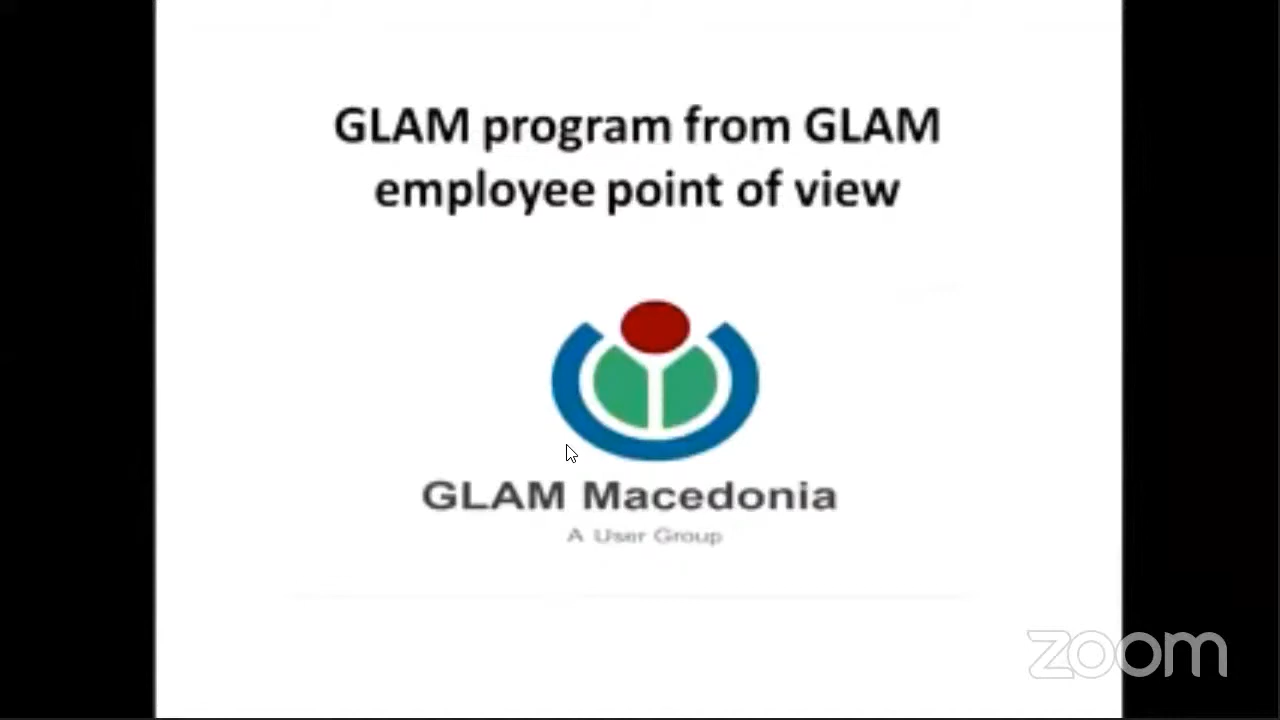 GLAM program from GLAM
employee point of view
GLAM Macedonia
A User Group
zoom